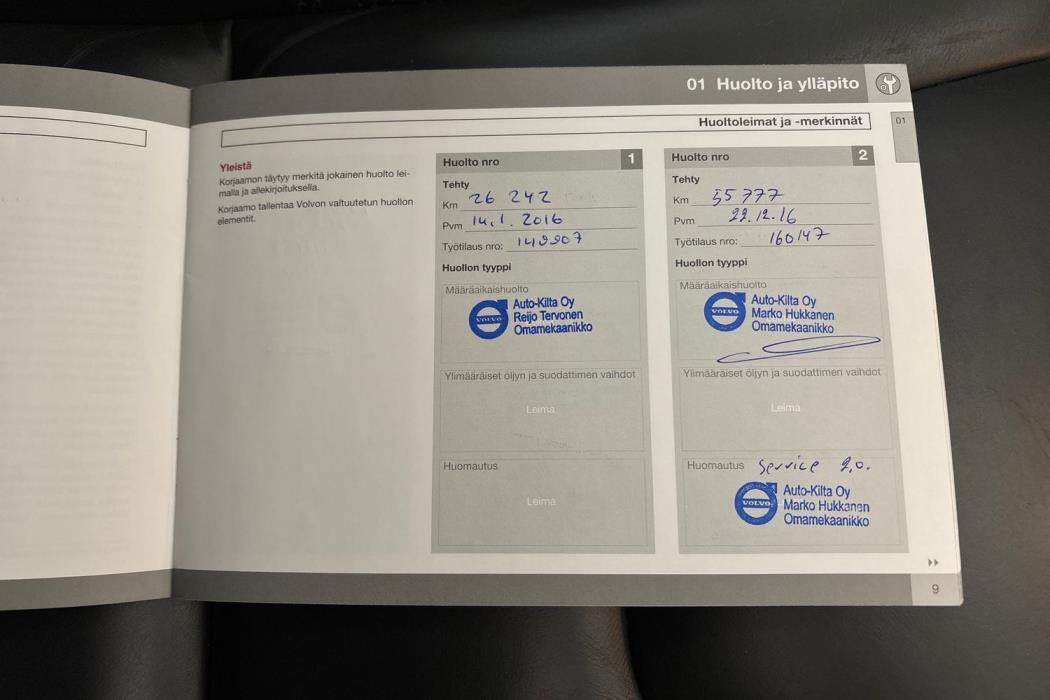 01 Huolto ja ylläpito
Huoltoleimat ja -merkinnät
01
Yleistä
Korjaamon täytyy merkitä jokainen huolto lei-
malla ja allekirjoituksella.
Korjaamo tallentaa Volvon valtuutetun huollon
elementit.
Huolto nro 1
Tehty
Km 26 242
Pvm 14.1. 2016
Työtilaus nro: 149907
Huollon tyyppi
Määräaikaishuolto
VOLVO
Auto-Kilta Oy
Reijo Tervonen
Omamekaanikko
Ylimääräiset öljyn ja suodattimen vaihdot
Leima
Huomautus
Leima
Huolto nro 2
Tehty
Km 55 777
Pvm 22.12.16
Työtilaus nro: 160147
Huollon tyyppi
Määräaikaishuolto
VOLVO
Auto-Kilta Oy
Marko Hukkanen
Omamekaanikko
Ylimääräiset öljyn ja suodattimen vaihdot
Leima
Huomautus Service 2.0.
VOLVO
Auto-Kilta Oy
Marko Hukkanen
Omamekaanikko
9